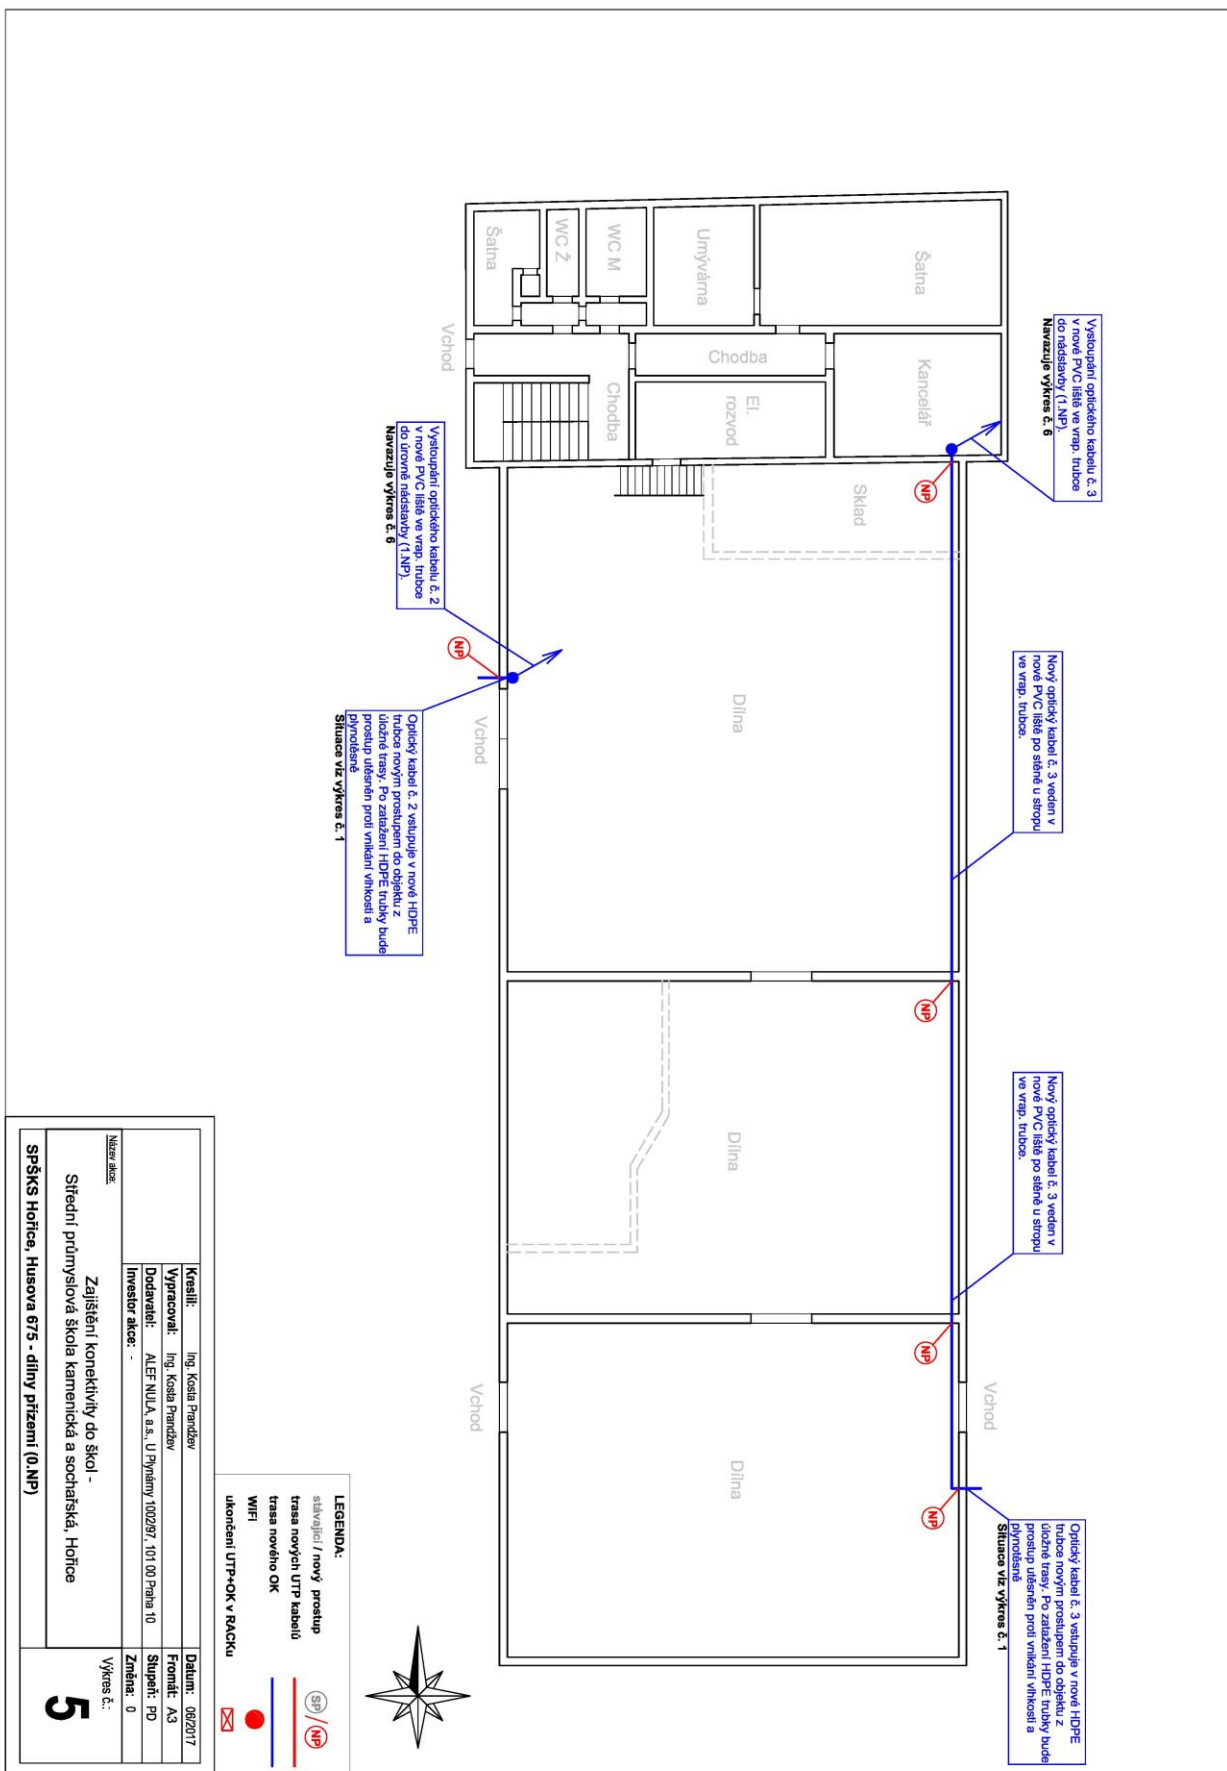 Vystoupání optického kabelu č. 3
v nové PVC liště ve vrap. trubce
do nádstavby (1.NP).
Navazuje výkres č. 6
Nový optický kabel č. 3 veden v
nové PVC liště po stěně u stropu
ve vrap. trubce.
Nový optický kabel č. 3 veden v
nové PVC liště po stěně u stropu
ve vrap. trubce.
Optický kabel č. 3 vstupuje v nové HDPE
trubce novým prostupem do objektu z
úložné trasy. Po zatažení HDPE trubky bude
prostup utěsněn proti vnikání vlhkosti a
plynotěsně
Situace viz výkres č. 1
Vchod
NP
NP
NP
NP
Šatna
Kancelář
Sklad
Umývárna
Chodba
El.
rozvod
Dílna
Dílna
Dílna
WC M
WC Ž
Šatna
Chodba
Vchod
Vchod
Vchod
NP
Vystoupání optického kabelu č. 2
v nové PVC liště ve vrap. trubce
do úrovně nádstavby (1.NP).
Navazuje výkres č. 6
Optický kabel č. 2 vstupuje v nové HDPE
trubce novým prostupem do objektu z
úložné trasy. Po zatažení HDPE trubky bude
prostup utěsněn proti vnikání vlhkosti a
plynotěsně
Situace viz výkres č. 1
LEGENDA:
stávající / nový prostup SP / NP
trasa nových UTP kabelů
trasa nového OK
WiFi
ukončení UTP+OK v RACKu
Kreslil: Ing. Kosta Prandžev
Datum: 06/2017
Vypracoval: Ing. Kosta Prandžev
Fromát: A3
Dodavatel: ALEF NULA, a.s., U Plynárny 1002/97, 101 00 Praha 10
Stupeň: PD
Investor akce: -
Změna: 0
Název akce:
Zajištění konektivity do škol -
Střední průmyslová škola kamenická a sochařská, Hořice
SPŠKS Hořice, Husova 675 - dílny přízemí (0.NP)
Výkres č.:
5